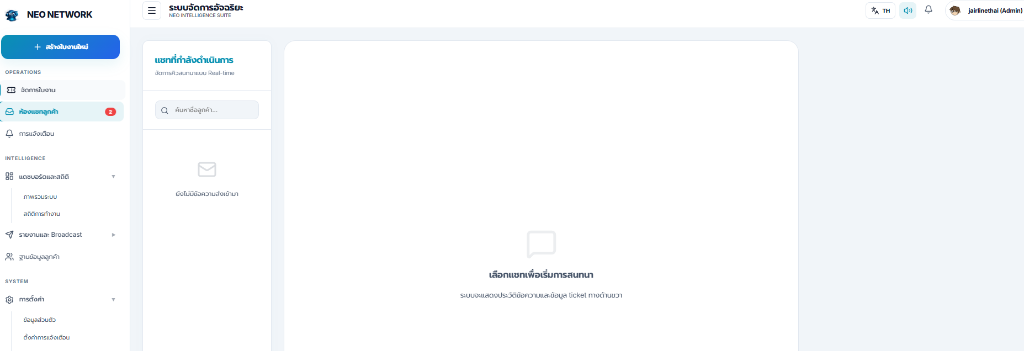 NEO NETWORK
ระบบจัดการอัจฉริยะ
NEO INTELLIGENCE SUITE
TH
jairlinethai (Admin)
+ สร้างใบงานใหม่
OPERATIONS
จัดการใบงาน
ห้องแชทลูกค้า
2
การแจ้งเตือน
INTELLIGENCE
แดชบอร์ดและสถิติ
ภาพรวมระบบ
สถิติการทำงาน
รายงานและ Broadcast
ฐานข้อมูลลูกค้า
SYSTEM
การตั้งค่า
ข้อมูลส่วนตัว
ตั้งค่าการแจ้งเตือน
แชทที่กำลังดำเนินการ
จัดการคิวสนทนาแบบ Real-time
ค้นหาชื่อลูกค้า...
ยังไม่มีข้อความส่งเข้ามา
เลือกแชทเพื่อเริ่มการสนทนา
ระบบจะแสดงประวัติข้อความและข้อมูล ticket ทางด้านขวา